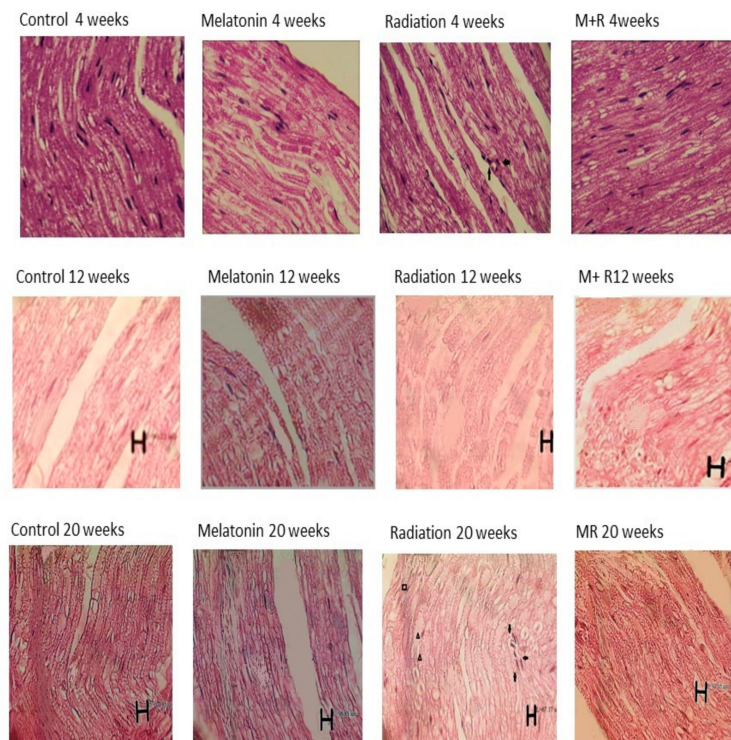 Control 4 weeks
Melatonin 4 weeks
Radiation 4 weeks
M+R 4weeks
Control 12 weeks
Melatonin 12 weeks
Radiation 12 weeks
M+ R12 weeks
H
H
H
Control 20 weeks
Melatonin 20 weeks
Radiation 20 weeks
MR 20 weeks
H
H
H
H